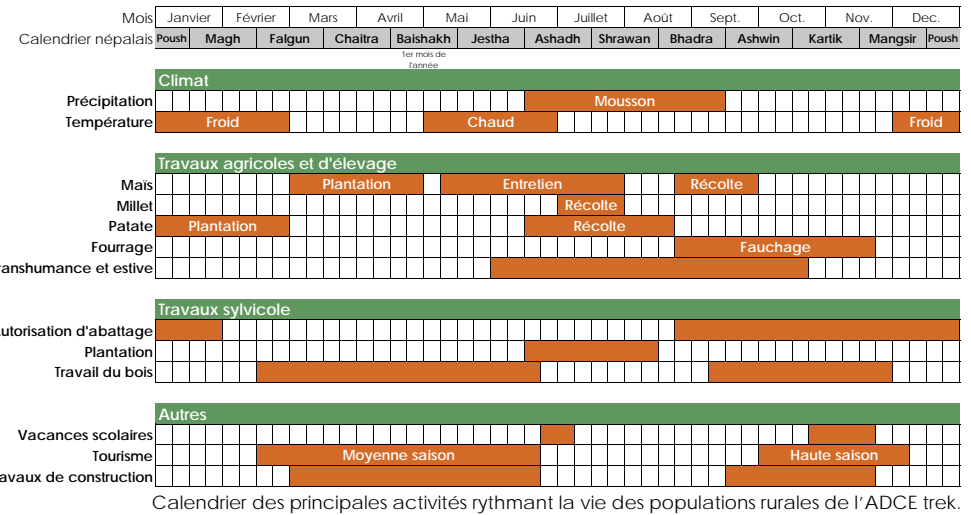 Mois Janvier Février Mars Avril Mai Juin Juillet Août Sept. Oct. Nov. Dec.
Calendrier népalais Poush Magh Falgun Chaitra Baishakh Jestha Ashadh Shrawan Bhadra Ashwin Kartik Mangsir Poush
1er mois de
l'année
Climat
Précipitation Mousson
Température Froid Chaud Froid
Travaux agricoles et d'élevage
Maïs Plantation Entretien Récolte
Millet Récolte
Patate Plantation Récolte
Fourrage Fauchage
ranshumance et estive
Travaux sylvicole
utorisation d'abattage
Plantation
Travail du bois
Autres
Vacances scolaires
Tourisme Moyenne saison Haute saison
avaux de construction
Calendrier des principales activités rythmant la vie des populations rurales de l'ADCE trek.